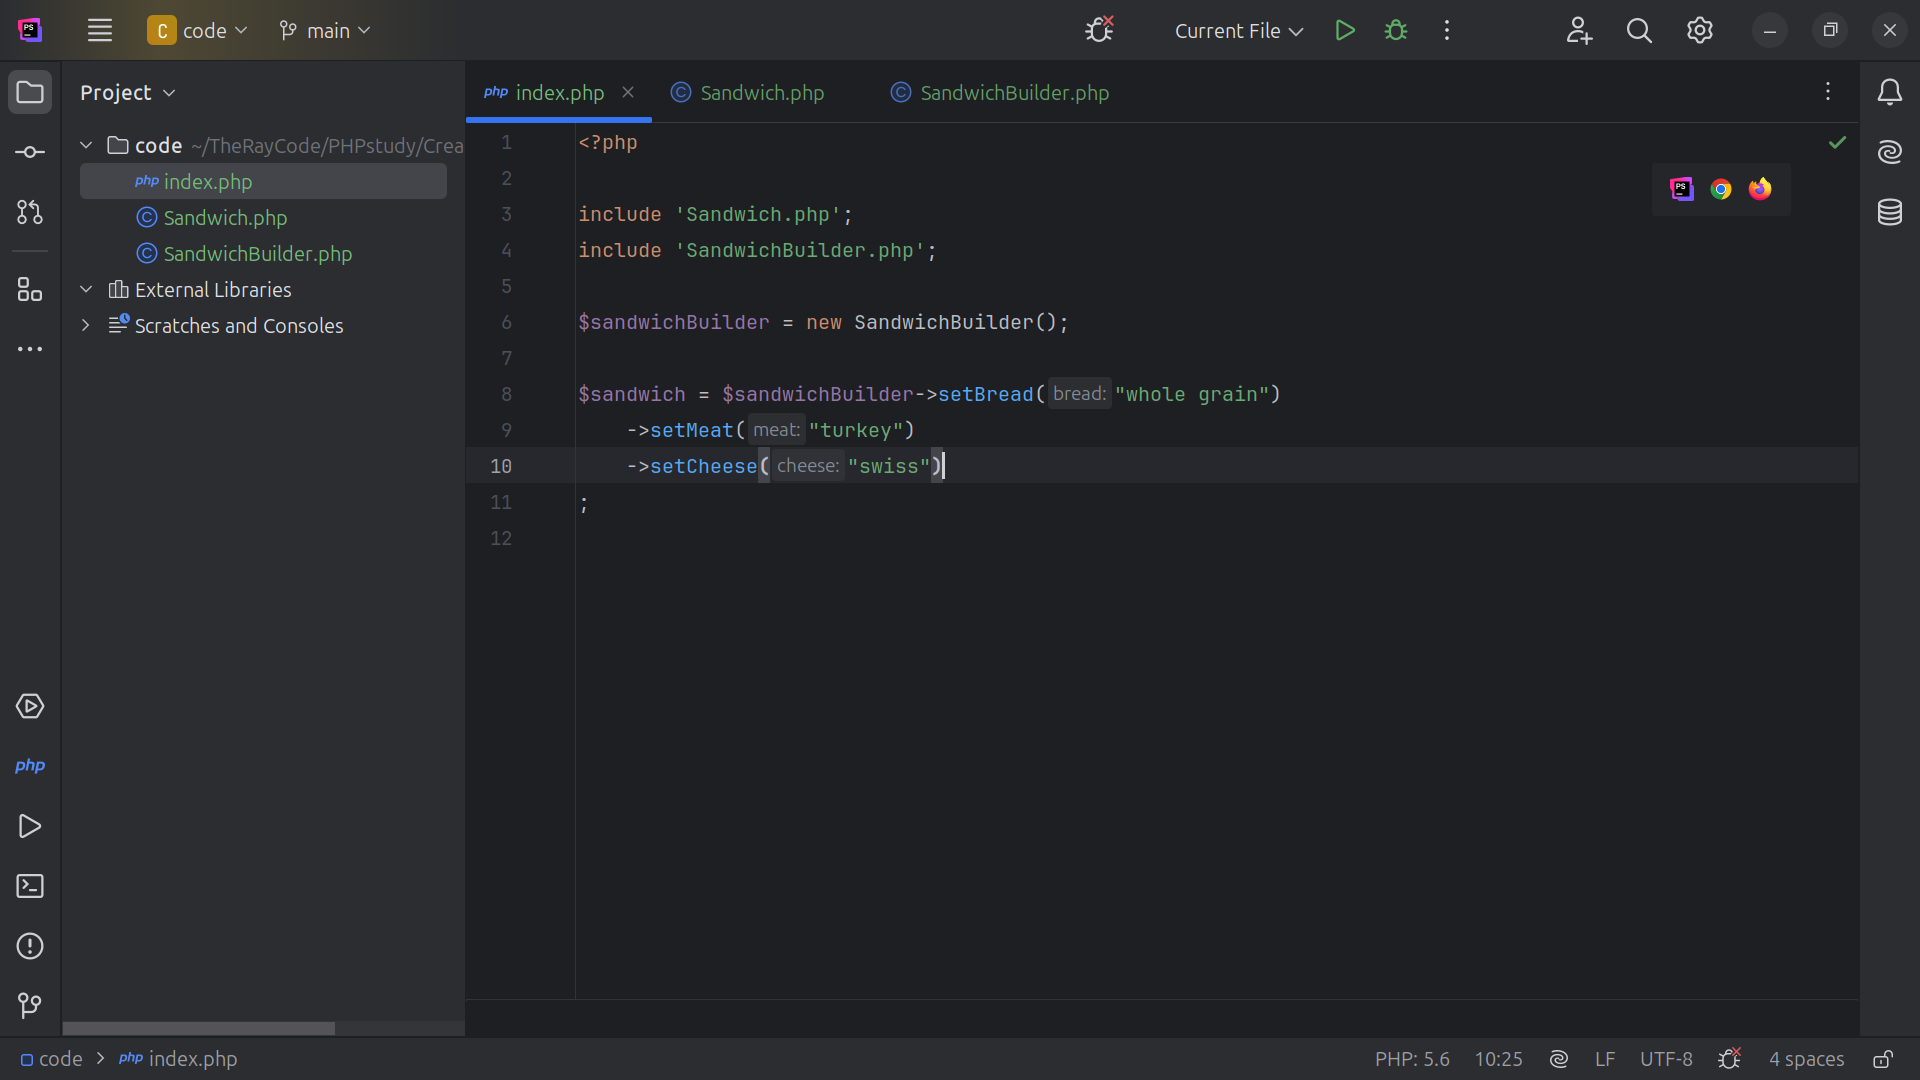 C code main Current File
Project
index.php Sandwich.php SandwichBuilder.php
code ~/TheRayCode/PHPstudy/Crea
php index.php
Sandwich.php
SandwichBuilder.php
External Libraries
Scratches and Consoles
1 <?php
2
3 include 'Sandwich.php';
4 include 'SandwichBuilder.php';
5
6 $sandwichBuilder = new SandwichBuilder();
7
8 $sandwich = $sandwichBuilder->setBread( bread: "whole grain")
9 ->setMeat( meat: "turkey")
10 ->setCheese( cheese: "swiss")
11 ;
12
php
code > php index.php
PHP: 5.6 10:25 LF UTF-8 4 spaces